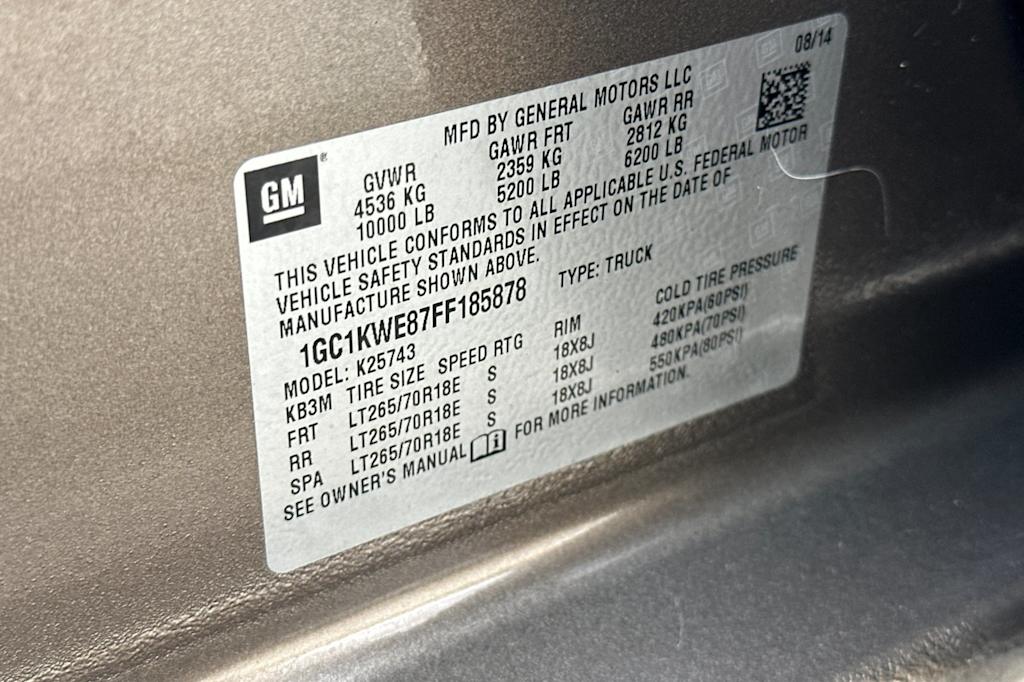 08/14
MFD BY GENERAL MOTORS LLC
GM
GVWR GAWR FRT GAWR RR
4536 KG 2359 KG 2812 KG
10000 LB 5200 LB 6200 LB
THIS VEHICLE CONFORMS TO ALL APPLICABLE U.S. FEDERAL MOTOR
VEHICLE SAFETY STANDARDS IN EFFECT ON THE DATE OF
MANUFACTURE SHOWN ABOVE.
1GC1KWE87FF185878 TYPE: TRUCK
MODEL: K25743
KB3M TIRE SIZE SPEED RTG RIM COLD TIRE PRESSURE
FRT LT265/70R18E S 18X8J 420KPA(60PSI)
RR LT265/70R18E S 18X8J 480KPA(70PSI)
SPA LT265/70R18E S 18X8J 550KPA(80PSI)
SEE OWNER'S MANUAL i FOR MORE INFORMATION.